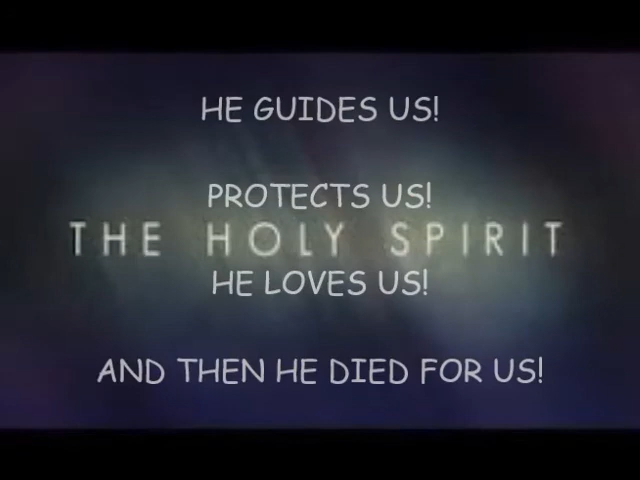 HE GUIDES US!
PROTECTS US!
THE HOLY SPIRIT
HE LOVES US!
AND THEN HE DIED FOR US!